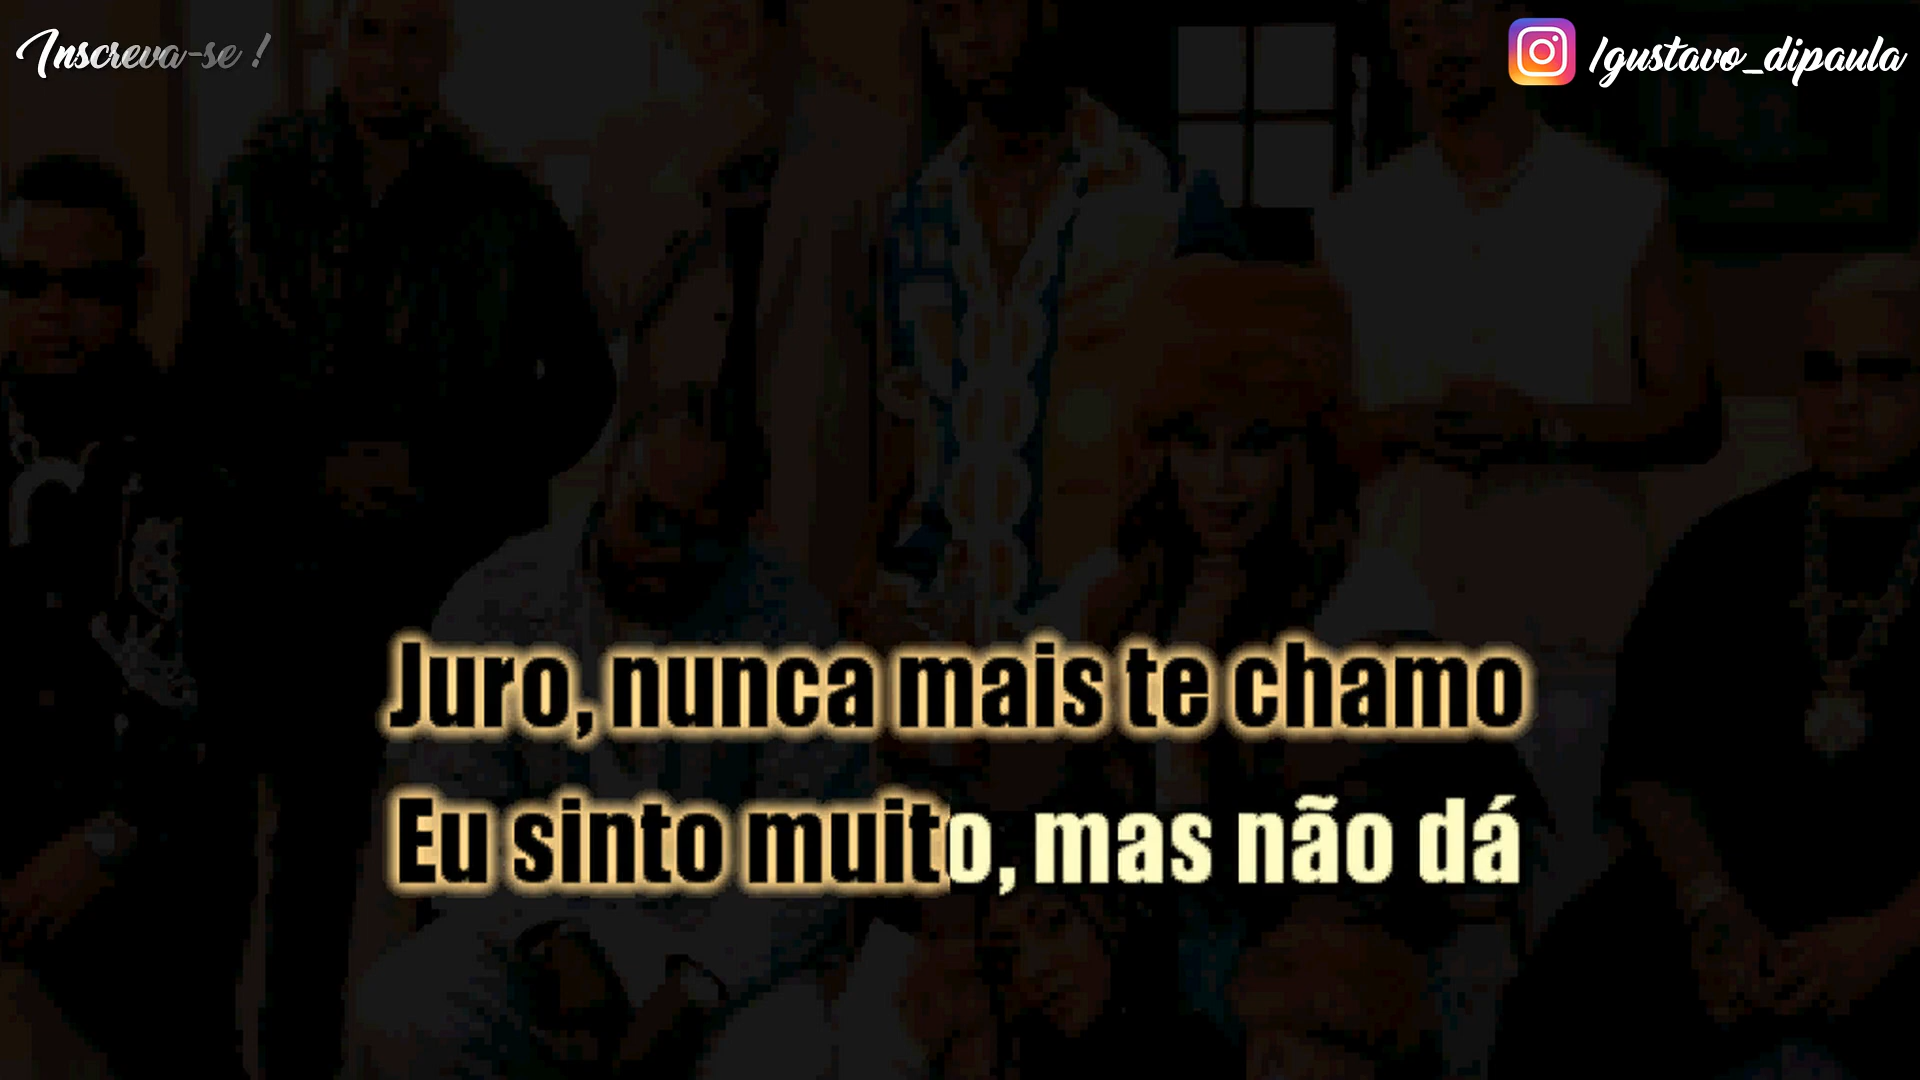 Inscreva-se !
/gustavo_dipaula
Juro, nunca mais te chamo
Eu sinto muito, mas não dá